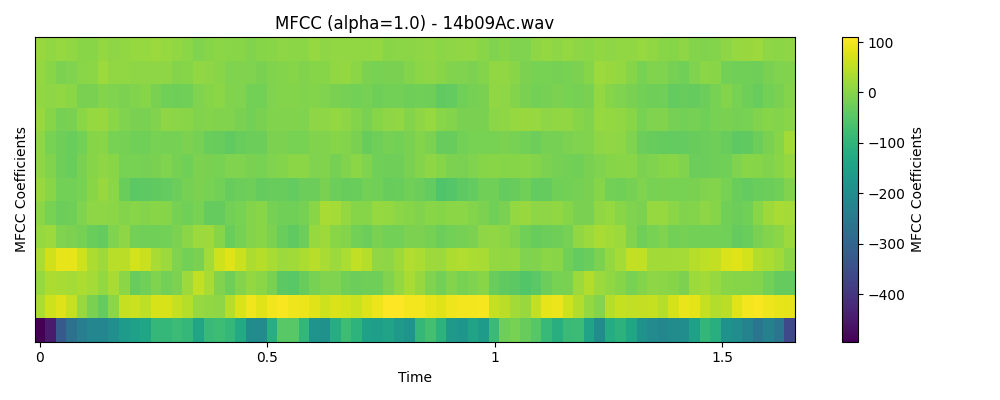 MFCC (alpha=1.0) - 14b09Ac.wav
MFCC Coefficients
0
0.5
1
1.5
Time
100
0
−100
−200
−300
−400
MFCC Coefficients